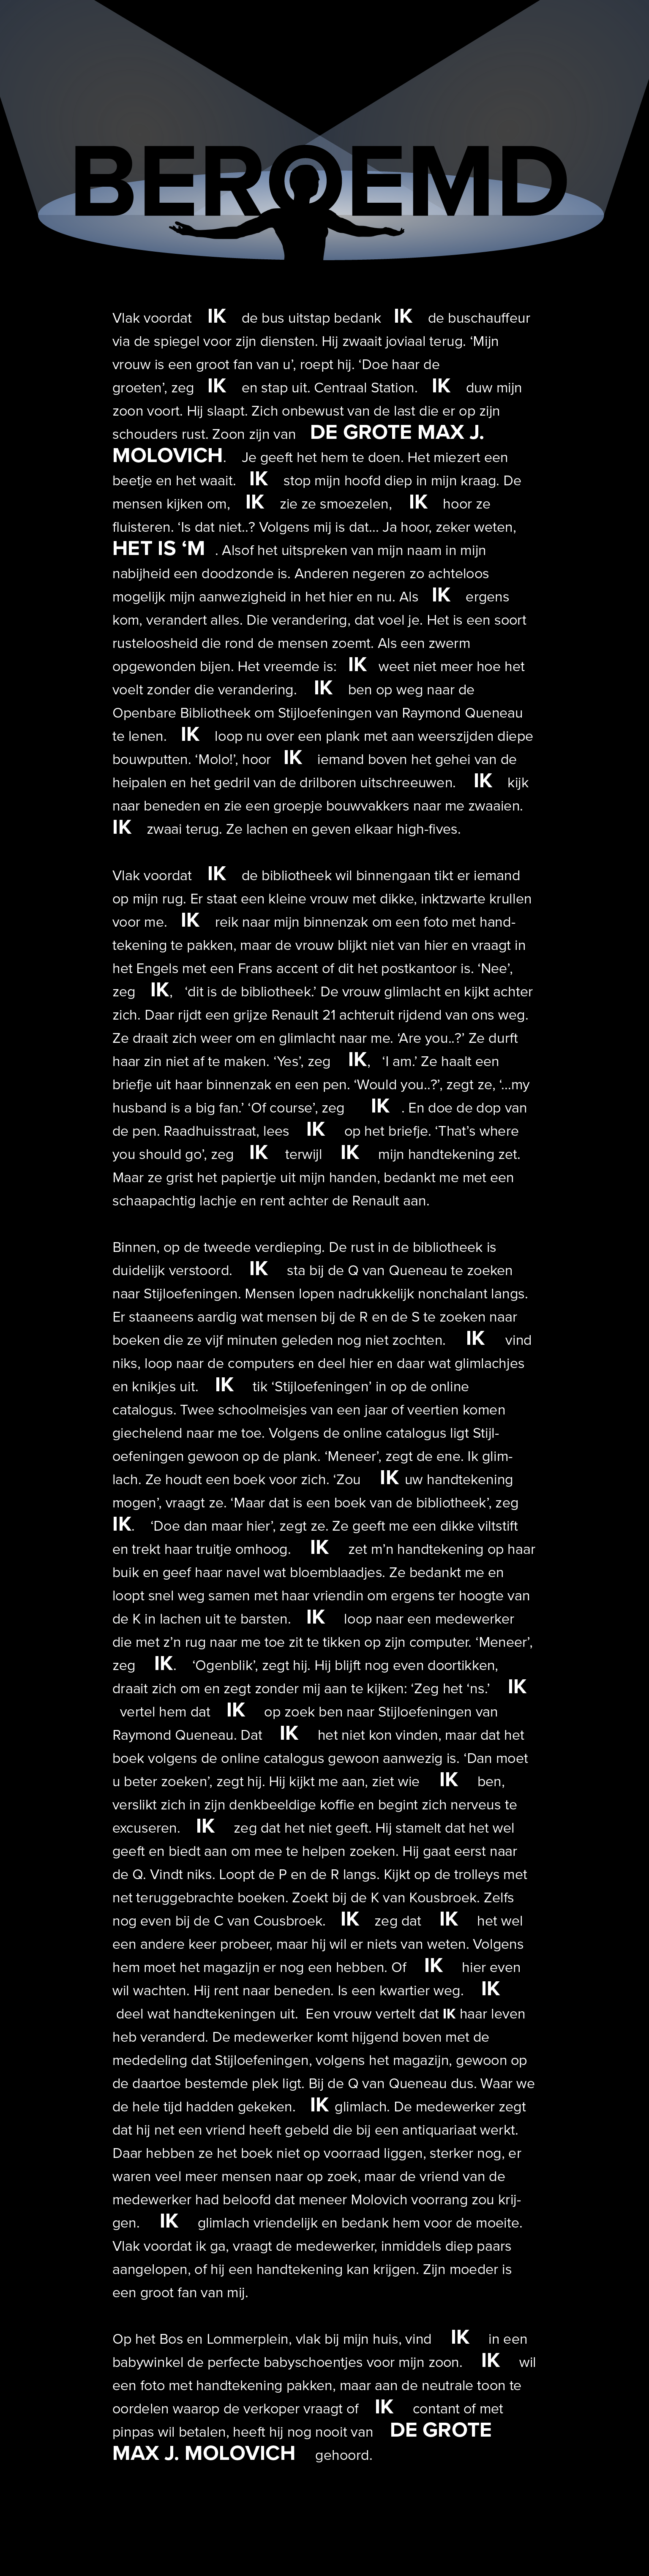 BEROEMD
Vlak voordat IK de bus uitstap bedank IK de buschauffeur
via de spiegel voor zijn diensten. Hij zwaait joviaal terug. ‘Mijn
vrouw is een groot fan van u’, roept hij. ‘Doe haar de
groeten’, zeg IK en stap uit. Centraal Station. IK duw mijn
zoon voort. Hij slaapt. Zich onbewust van de last die er op zijn
schouders rust. Zoon zijn van DE GROTE MAX J.
MOLOVICH. Je geeft het hem te doen. Het miezert een
beetje en het waait. IK stop mijn hoofd diep in mijn kraag. De
mensen kijken om, IK zie ze smoezelen, IK hoor ze
fluisteren. ‘Is dat niet..? Volgens mij is dat... Ja hoor, zeker weten,
HET IS ‘M . Alsof het uitspreken van mijn naam in mijn
nabijheid een doodzonde is. Anderen negeren zo achteloos
mogelijk mijn aanwezigheid in het hier en nu. Als IK ergens
kom, verandert alles. Die verandering, dat voel je. Het is een soort
rusteloosheid die rond de mensen zoemt. Als een zwerm
opgewonden bijen. Het vreemde is: IK weet niet meer hoe het
voelt zonder die verandering. IK ben op weg naar de
Openbare Bibliotheek om Stijloefeningen van Raymond Queneau
te lenen. IK loop nu over een plank met aan weerszijden diepe
bouwputten. ‘Molo!’, hoor IK iemand boven het gehei van de
heipalen en het gedril van de drilboren uitschreeuwen. IK kijk
naar beneden en zie een groepje bouwvakkers naar me zwaaien.
IK zwaai terug. Ze lachen en geven elkaar high-fives.
Vlak voordat IK de bibliotheek wil binnengaan tikt er iemand
op mijn rug. Er staat een kleine vrouw met dikke, inktzwarte krullen
voor me. IK reik naar mijn binnenzak om een foto met hand-
tekening te pakken, maar de vrouw blijkt niet van hier en vraagt in
het Engels met een Frans accent of dit het postkantoor is. ‘Nee’,
zeg IK, ‘dit is de bibliotheek.’ De vrouw glimlacht en kijkt achter
zich. Daar rijdt een grijze Renault 21 achteruit rijdend van ons weg.
Ze draait zich weer om en glimlacht naar me. ‘Are you..?’ Ze durft
haar zin niet af te maken. ‘Yes’, zeg IK, ‘I am.’ Ze haalt een
briefje uit haar binnenzak en een pen. ‘Would you..?’, zegt ze, ‘...my
husband is a big fan.’ ‘Of course’, zeg IK . En doe de dop van
de pen. Raadhuisstraat, lees IK op het briefje. ‘That’s where
you should go’, zeg IK terwijl IK mijn handtekening zet.
Maar ze grist het papiertje uit mijn handen, bedankt me met een
schaapachtig lachje en rent achter de Renault aan.
Binnen, op de tweede verdieping. De rust in de bibliotheek is
duidelijk verstoord. IK sta bij de Q van Queneau te zoeken
naar Stijloefeningen. Mensen lopen nadrukkelijk nonchalant langs.
Er staaneens aardig wat mensen bij de R en de S te zoeken naar
boeken die ze vijf minuten geleden nog niet zochten. IK vind
niks, loop naar de computers en deel hier en daar wat glimlachjes
en knikjes uit. IK tik ‘Stijloefeningen’ in op de online
catalogus. Twee schoolmeisjes van een jaar of veertien komen
giechelend naar me toe. Volgens de online catalogus ligt Stijl-
oefeningen gewoon op de plank. ‘Meneer’, zegt de ene. Ik glim-
lach. Ze houdt een boek voor zich. ‘Zou IK uw handtekening
mogen’, vraagt ze. ‘Maar dat is een boek van de bibliotheek’, zeg
IK. ‘Doe dan maar hier’, zegt ze. Ze geeft me een dikke viltstift
en trekt haar truitje omhoog. IK zet m’n handtekening op haar
buik en geef haar navel wat bloemblaadjes. Ze bedankt me en
loopt snel weg samen met haar vriendin om ergens ter hoogte van
de K in lachen uit te barsten. IK loop naar een medewerker
die met z’n rug naar me toe zit te tikken op zijn computer. ‘Meneer’,
zeg IK. ‘Ogenblik’, zegt hij. Hij blijft nog even doortikken,
draait zich om en zegt zonder mij aan te kijken: ‘Zeg het ‘ns.’ IK
vertel hem dat IK op zoek ben naar Stijloefeningen van
Raymond Queneau. Dat IK het niet kon vinden, maar dat het
boek volgens de online catalogus gewoon aanwezig is. ‘Dan moet
u beter zoeken’, zegt hij. Hij kijkt me aan, ziet wie IK ben,
verslikt zich in zijn denkbeeldige koffie en begint zich nerveus te
excuseren. IK zeg dat het niet geeft. Hij stamelt dat het wel
geeft en biedt aan om mee te helpen zoeken. Hij gaat eerst naar
de Q. Vindt niks. Loopt de P en de R langs. Kijkt op de trolleys met
net teruggebrachte boeken. Zoekt bij de K van Kousbroek. Zelfs
nog even bij de C van Cousbroek. IK zeg dat IK het wel
een andere keer probeer, maar hij wil er niets van weten. Volgens
hem moet het magazijn er nog een hebben. Of IK hier even
wil wachten. Hij rent naar beneden. Is een kwartier weg. IK
deel wat handtekeningen uit. Een vrouw vertelt dat IK haar leven
heb veranderd. De medewerker komt hijgend boven met de
mededeling dat Stijloefeningen, volgens het magazijn, gewoon op
de daartoe bestemde plek ligt. Bij de Q van Queneau dus. Waar we
de hele tijd hadden gekeken. IK glimlach. De medewerker zegt
dat hij net een vriend heeft gebeld die bij een antiquariaat werkt.
Daar hebben ze het boek niet op voorraad liggen, sterker nog, er
waren veel meer mensen naar op zoek, maar de vriend van de
medewerker had beloofd dat meneer Molovich voorrang zou krij-
gen. IK glimlach vriendelijk en bedank hem voor de moeite.
Vlak voordat ik ga, vraagt de medewerker, inmiddels diep paars
aangelopen, of hij een handtekening kan krijgen. Zijn moeder is
een groot fan van mij.
Op het Bos en Lommerplein, vlak bij mijn huis, vind IK in een
babywinkel de perfecte babyschoentjes voor mijn zoon. IK wil
een foto met handtekening pakken, maar aan de neutrale toon te
oordelen waarop de verkoper vraagt of IK contant of met
pinpas wil betalen, heeft hij nog nooit van DE GROTE
MAX J. MOLOVICH gehoord.